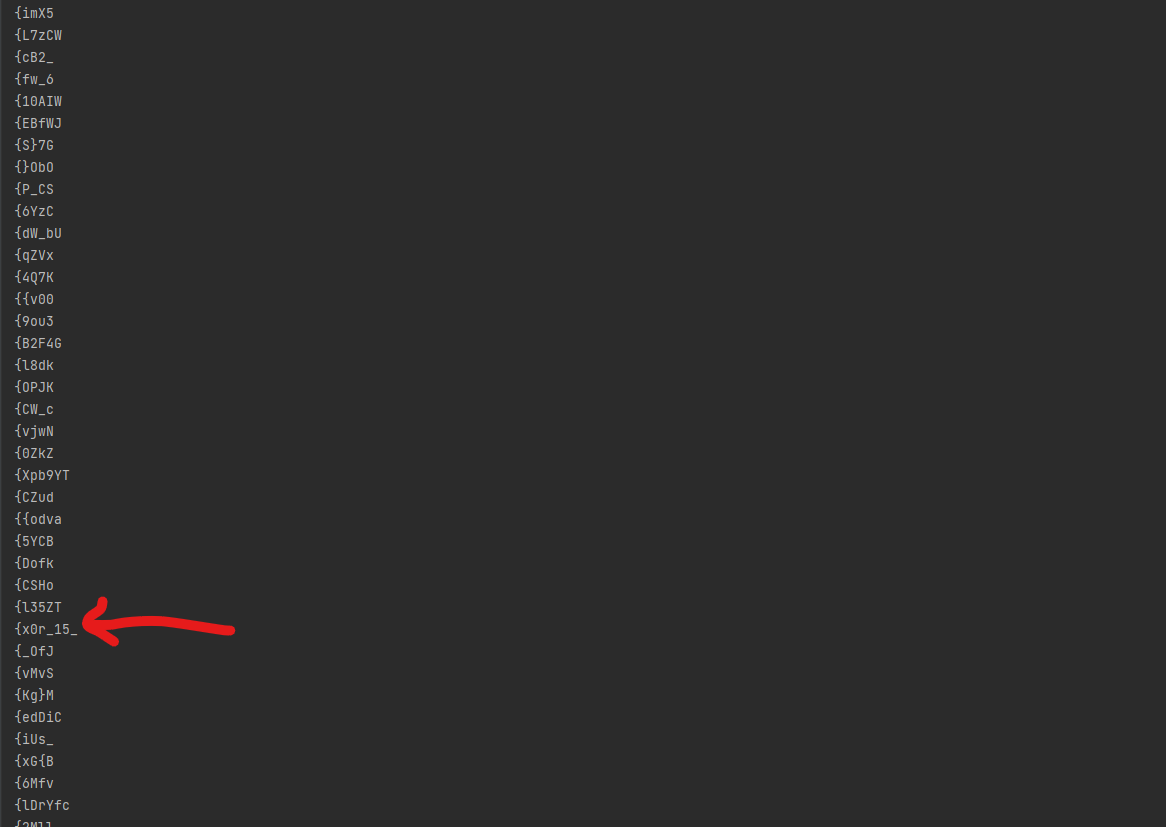 {imX5
{L7zCW
{cB2_
{fw_6
{10AIW
{EBfWJ
{S}7G
{}ObO
{P_CS
{6YzC
{dW_bU
{qZVx
{4Q7K
{{v00
{9ou3
{B2F4G
{l8dk
{OPJK
{CW_c
{vjwN
{0ZkZ
{Xpb9YT
{CZud
{{odva
{5YCB
{Dofk
{CSHo
{l35ZT
{x0r_15_
{_OfJ
{vMvS
{Kg}M
{edDiC
{iUs_
{xG{B
{6Mfv
{lDrYfc